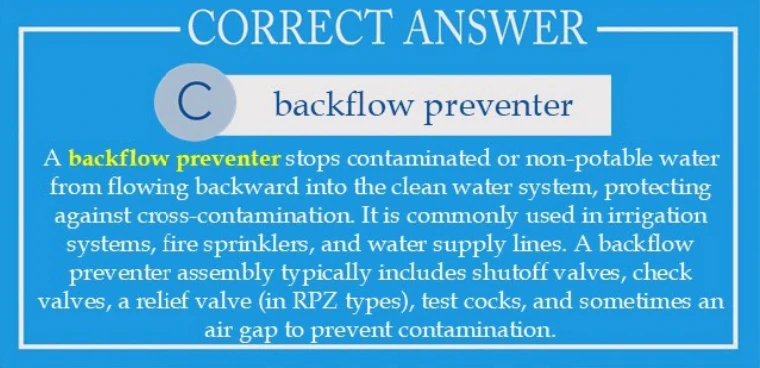 CORRECT ANSWER
C backflow preventer
A backflow preventer stops contaminated or non-potable water
from flowing backward into the clean water system, protecting
against cross-contamination. It is commonly used in irrigation
systems, fire sprinklers, and water supply lines. A backflow
preventer assembly typically includes shutoff valves, check
valves, a relief valve (in RPZ types), test cocks, and sometimes an
air gap to prevent contamination.